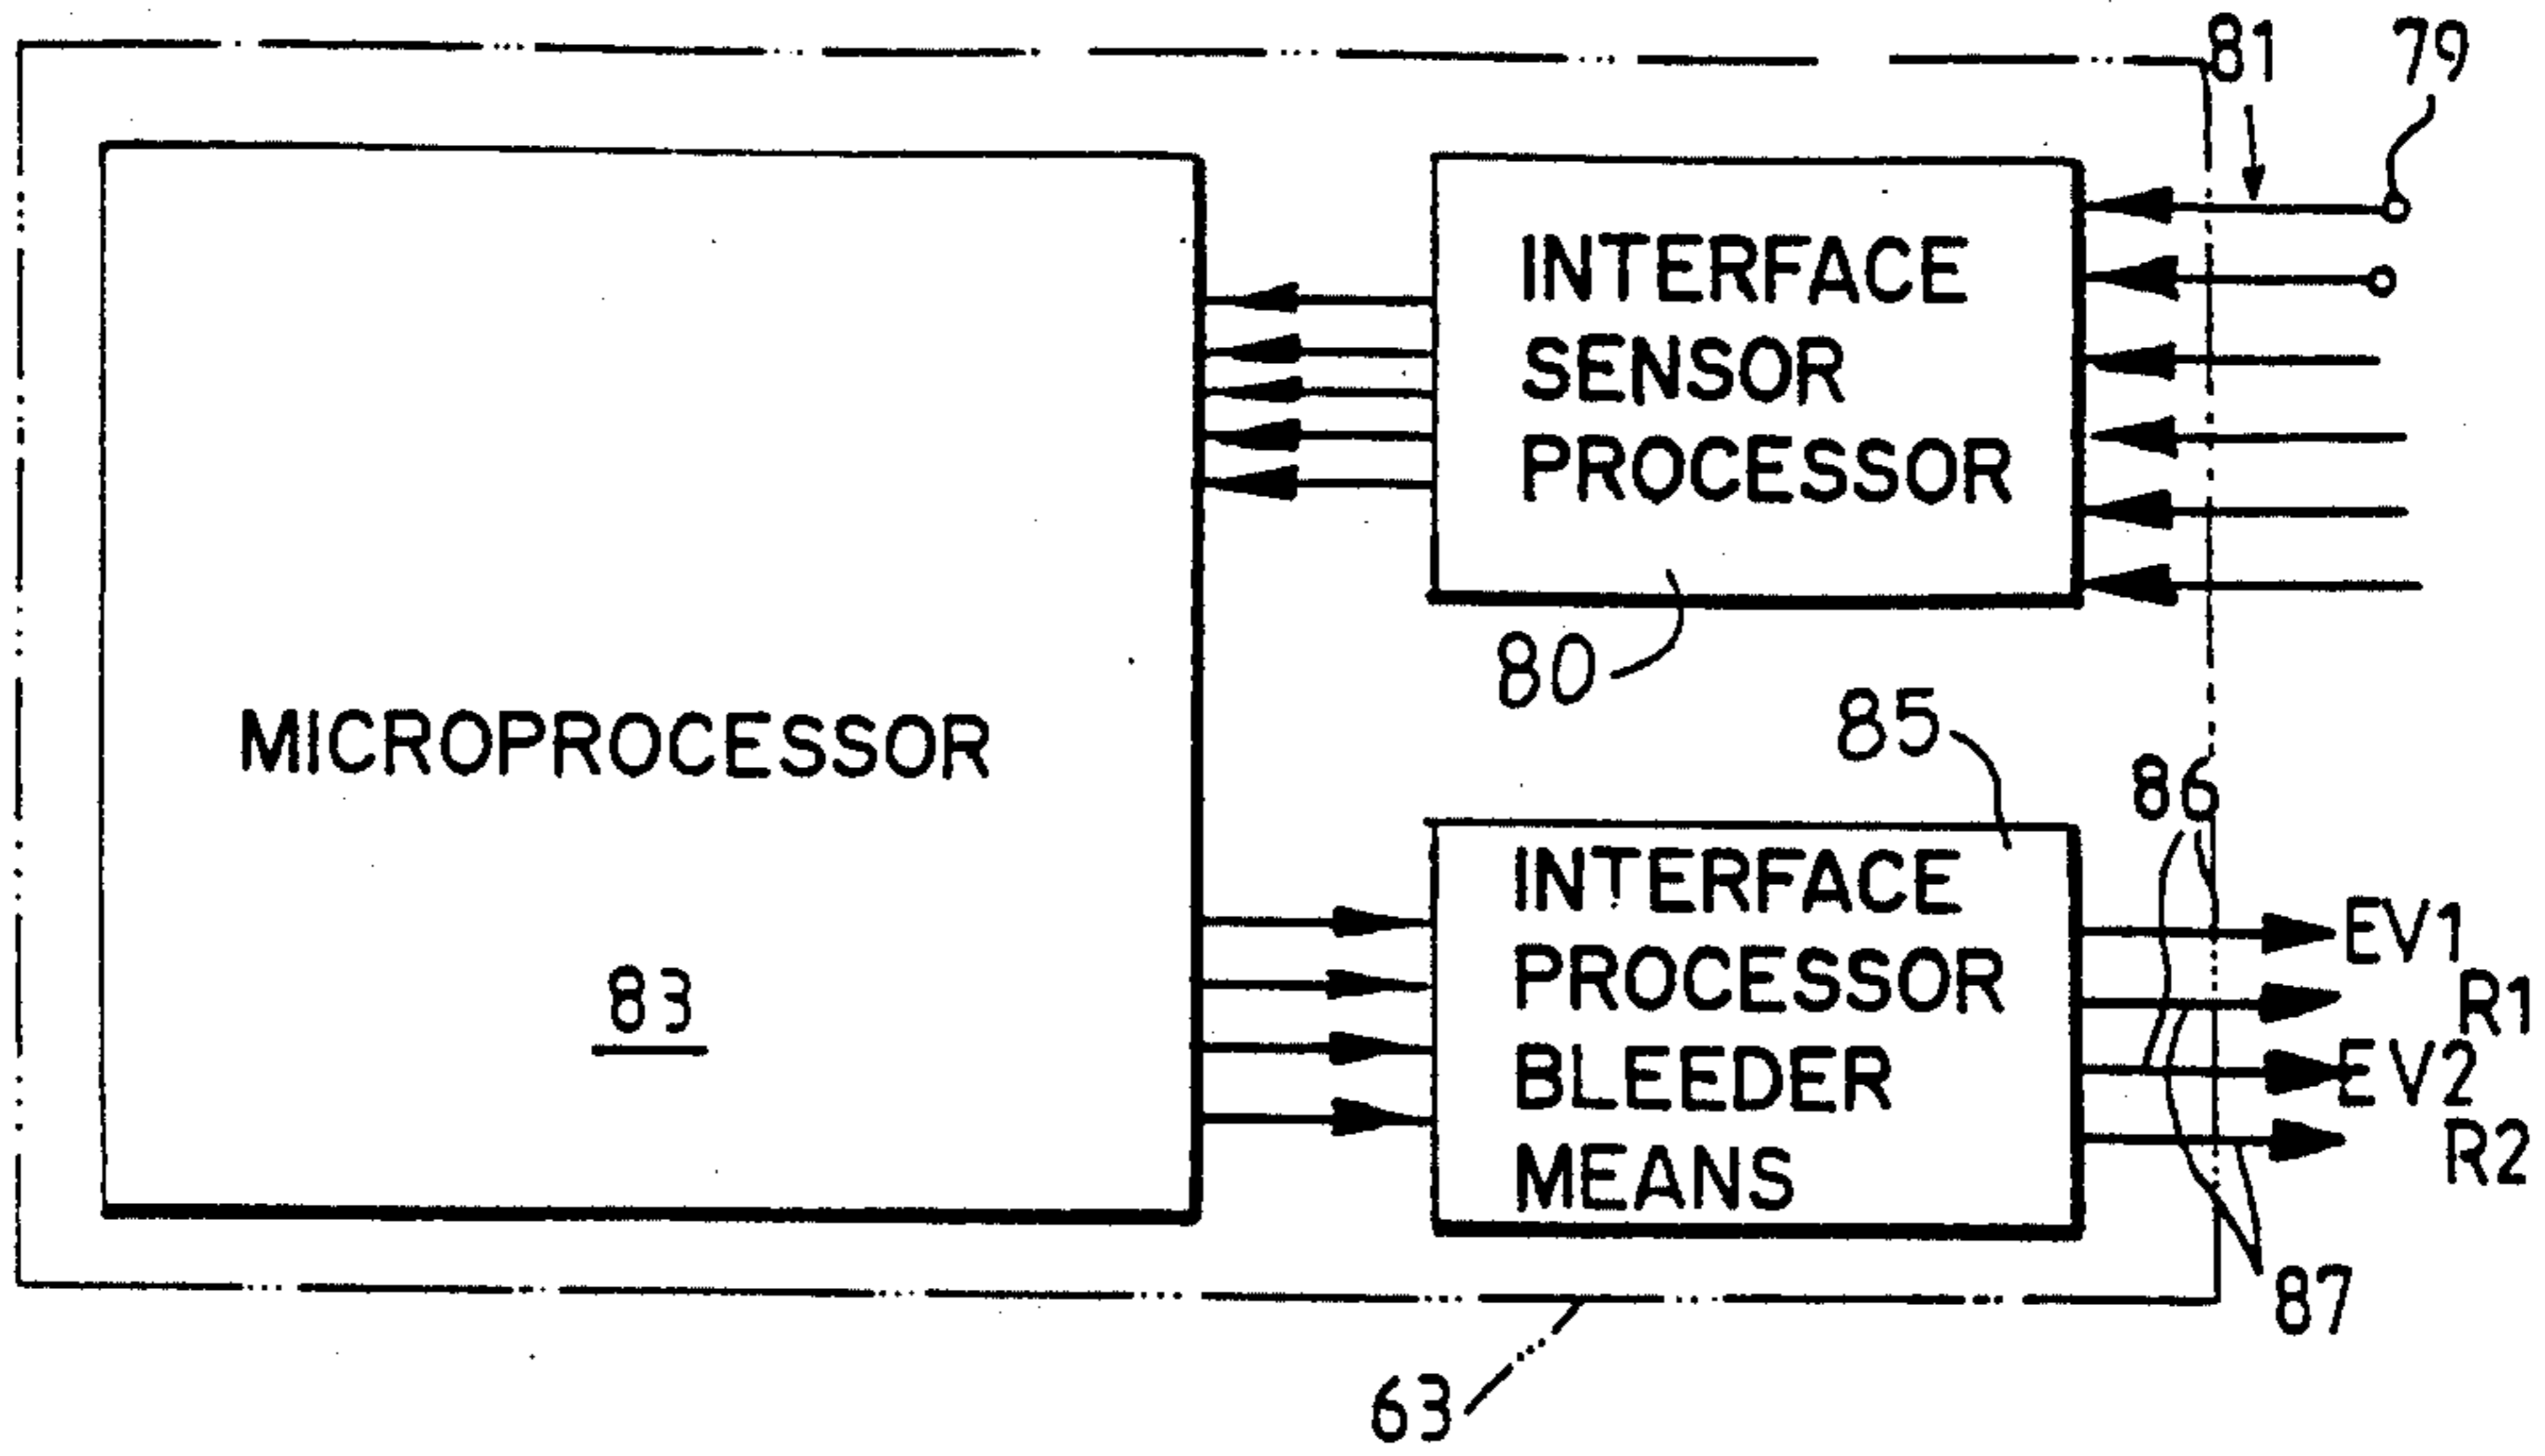 81
79
INTERFACE
SENSOR
PROCESSOR
80
MICROPROCESSOR
83
85
86
INTERFACE
PROCESSOR
BLEEDER
MEANS
EV1
R1
EV2
R2
87
63